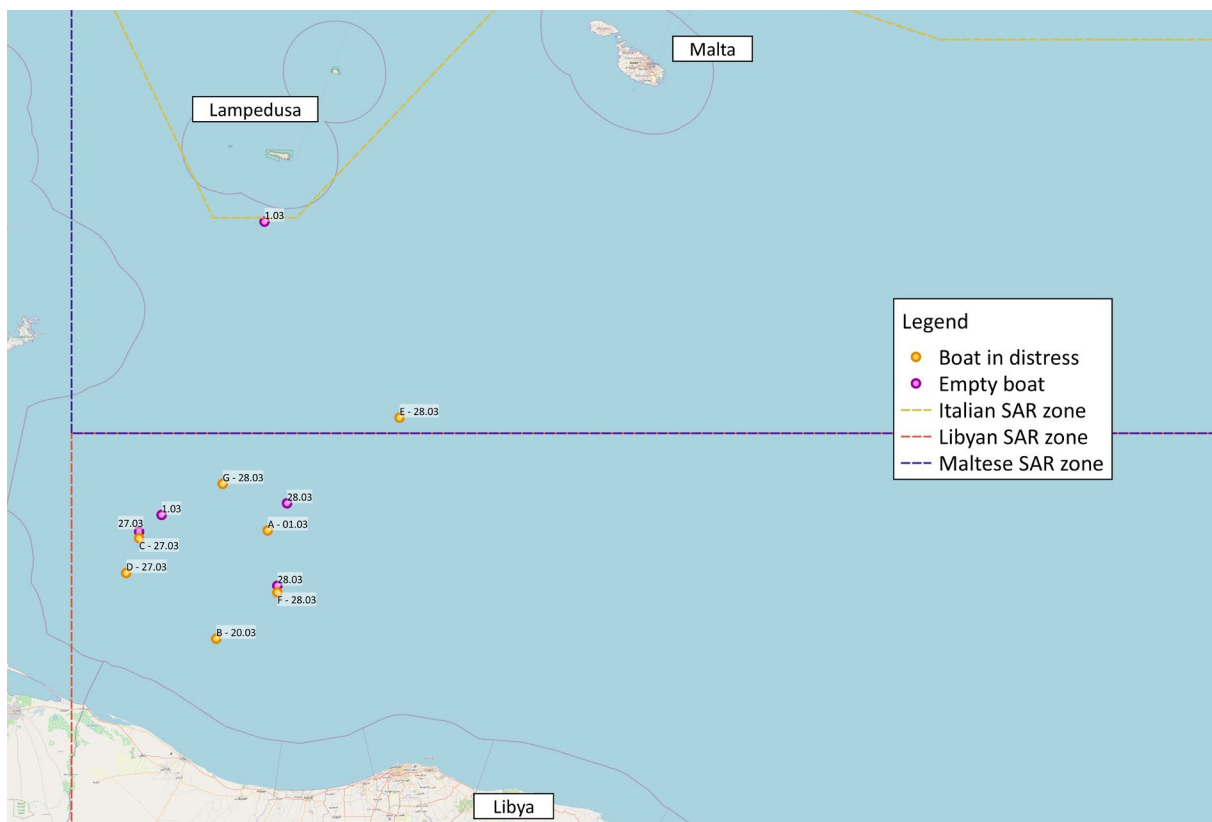 Malta
Lampedusa
1.03
Legend
Boat in distress
Empty boat
Italian SAR zone
Libyan SAR zone
Maltese SAR zone
E - 28.03
G - 28.03
28.03
1.03
27.03
A - 01.03
C - 27.03
D - 27.03
28.03
F - 28.03
B - 20.03
Libya